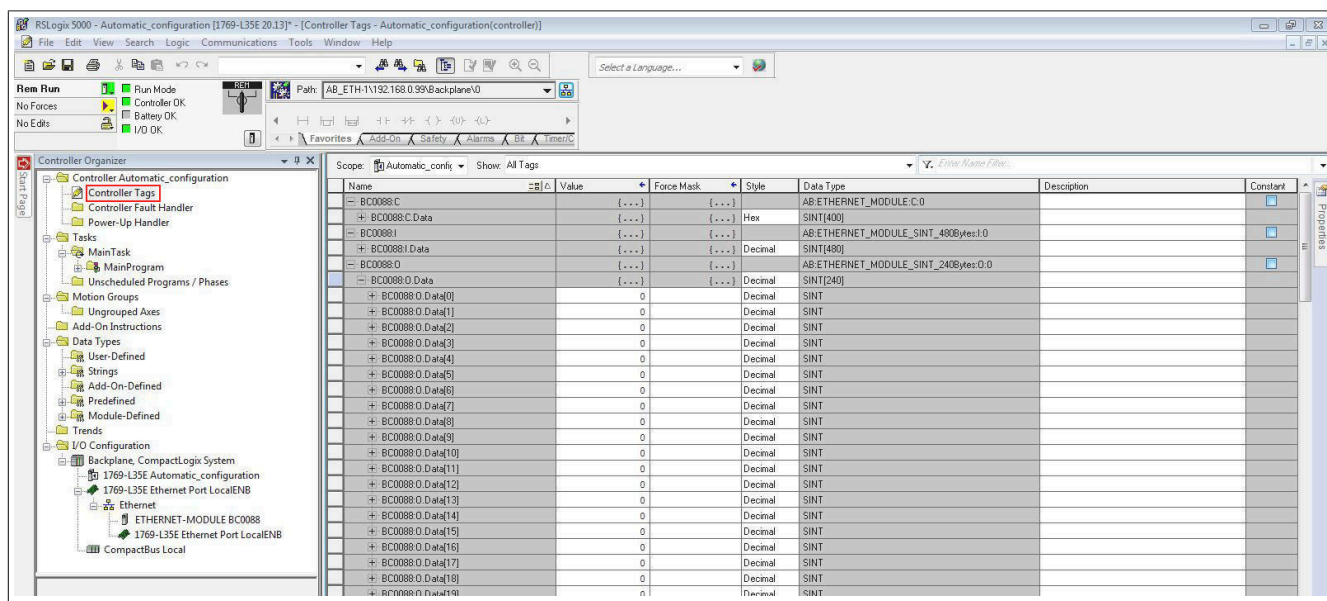 RSLogix 5000 - Automatic_configuration [1769-L35E 20.13]* - [Controller Tags - Automatic_configuration(controller)]
File Edit View Search Logic Communications Tools Window Help
Select a Language...
Rem Run
Run Mode
REM
Path: AB_ETH-1\192.168.0.99\Backplane\0
No Forces
Controller OK
Battery OK
No Edits
I/O OK
Favorites Add-On Safety Alarms Bit Timer/C
Start Page
Controller Organizer
Controller Automatic_configuration
Controller Tags
Controller Fault Handler
Power-Up Handler
Tasks
MainTask
MainProgram
Unscheduled Programs / Phases
Motion Groups
Ungrouped Axes
Add-On Instructions
Data Types
User-Defined
Strings
Add-On-Defined
Predefined
Module-Defined
Trends
I/O Configuration
Backplane, CompactLogix System
1769-L35E Automatic_configuration
1769-L35E Ethernet Port LocalENB
Ethernet
ETHERNET-MODULE BC0088
1769-L35E Ethernet Port LocalENB
CompactBus Local
Scope: Automatic_config Show: All Tags Enter Name Filter...
Name Value Force Mask Style Data Type Description Constant
BC0088:C {...} {...} AB:ETHERNET_MODULE:C:0
BC0088:C.Data {...} {...} Hex SINT[400]
BC0088:I {...} {...} AB:ETHERNET_MODULE_SINT_480Bytes:I:0
BC0088:I.Data {...} {...} Decimal SINT[480]
BC0088:O {...} {...} AB:ETHERNET_MODULE_SINT_240Bytes:O:0
BC0088:O.Data {...} {...} Decimal SINT[240]
BC0088:O.Data[0] 0 Decimal SINT
BC0088:O.Data[1] 0 Decimal SINT
BC0088:O.Data[2] 0 Decimal SINT
BC0088:O.Data[3] 0 Decimal SINT
BC0088:O.Data[4] 0 Decimal SINT
BC0088:O.Data[5] 0 Decimal SINT
BC0088:O.Data[6] 0 Decimal SINT
BC0088:O.Data[7] 0 Decimal SINT
BC0088:O.Data[8] 0 Decimal SINT
BC0088:O.Data[9] 0 Decimal SINT
BC0088:O.Data[10] 0 Decimal SINT
BC0088:O.Data[11] 0 Decimal SINT
BC0088:O.Data[12] 0 Decimal SINT
BC0088:O.Data[13] 0 Decimal SINT
BC0088:O.Data[14] 0 Decimal SINT
BC0088:O.Data[15] 0 Decimal SINT
BC0088:O.Data[16] 0 Decimal SINT
BC0088:O.Data[17] 0 Decimal SINT
BC0088:O.Data[18] 0 Decimal SINT
BC0088:O.Data[19] 0 Decimal SINT
Properties